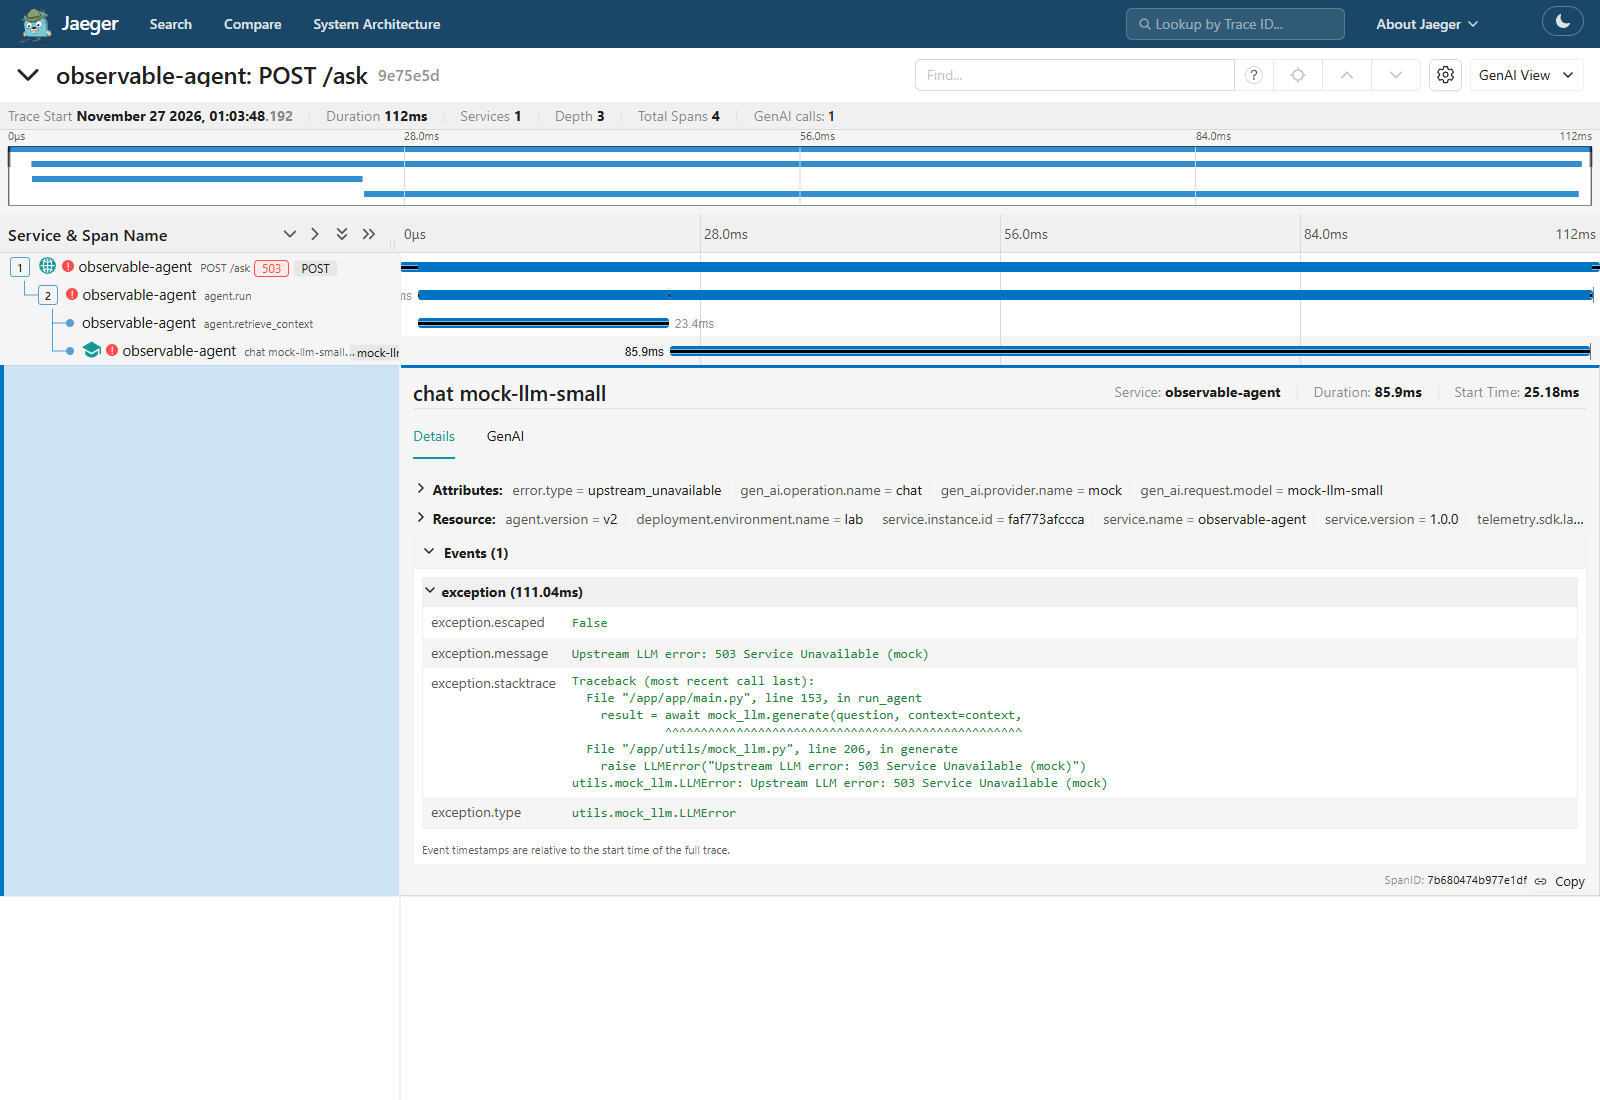 Jaeger Search Compare System Architecture Lookup by Trace ID... About Jaeger
observable-agent: POST /ask 9e75e5d Find... ? GenAI View
Trace Start November 27 2026, 01:03:48.192 Duration 112ms Services 1 Depth 3 Total Spans 4 GenAI calls: 1
0μs 28.0ms 56.0ms 84.0ms 112ms
Service & Span Name 0μs 28.0ms 56.0ms 84.0ms 112ms
1 observable-agent POST /ask 503 POST
2 observable-agent agent.run ms
observable-agent agent.retrieve_context 23.4ms
observable-agent chat mock-llm-small... mock-llm 85.9ms
chat mock-llm-small Service: observable-agent Duration: 85.9ms Start Time: 25.18ms
Details GenAI
Attributes: error.type = upstream_unavailable gen_ai.operation.name = chat gen_ai.provider.name = mock gen_ai.request.model = mock-llm-small
Resource: agent.version = v2 deployment.environment.name = lab service.instance.id = faf773afccca service.name = observable-agent service.version = 1.0.0 telemetry.sdk.la...
Events (1)
exception (111.04ms)
exception.escaped False
exception.message Upstream LLM error: 503 Service Unavailable (mock)
exception.stacktrace Traceback (most recent call last):
File "/app/app/main.py", line 153, in run_agent
result = await mock_llm.generate(question, context=context,
^^^^^^^^^^^^^^^^^^^^^^^^^^^^^^^^^^^^^^^^^^^^^^^^^^
File "/app/utils/mock_llm.py", line 206, in generate
raise LLMError("Upstream LLM error: 503 Service Unavailable (mock)")
utils.mock_llm.LLMError: Upstream LLM error: 503 Service Unavailable (mock)
exception.type utils.mock_llm.LLMError
Event timestamps are relative to the start time of the full trace.
SpanID: 7b680474b977e1df Copy